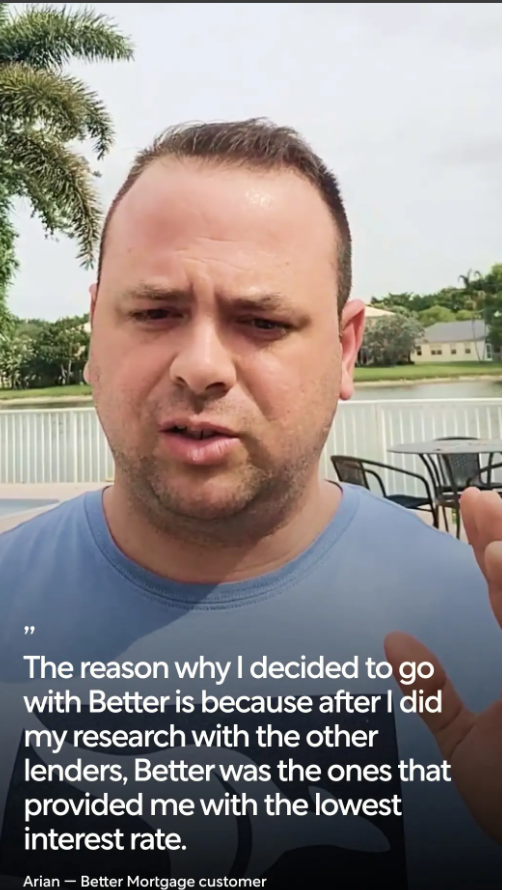 ”
The reason why I decided to go
with Better is because after I did
my research with the other
lenders, Better was the ones that
provided me with the lowest
interest rate.
Arian — Better Mortgage customer